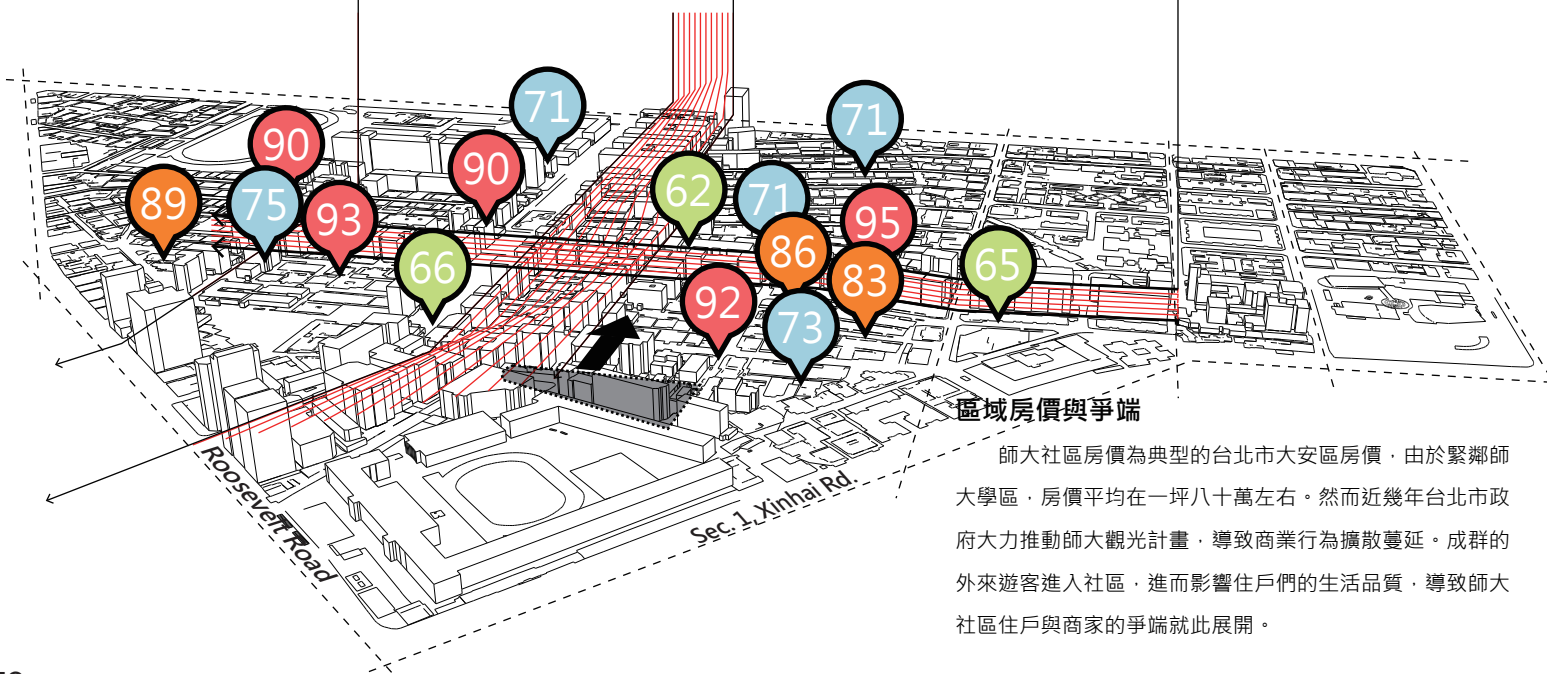 71
71
90
90
62
71
89
75
93
95
66
86
65
83
92
73
Roosevelt Road
Sec. 1, Xinhai Rd.
區域房價與爭端
師大社區房價為典型的台北市大安區房價，由於緊鄰師
大學區，房價平均在一坪八十萬左右。然而近幾年台北市政
府大力推動師大觀光計畫，導致商業行為擴散蔓延。成群的
外來遊客進入社區，進而影響住戶們的生活品質，導致師大
社區住戶與商家的爭端就此展開。